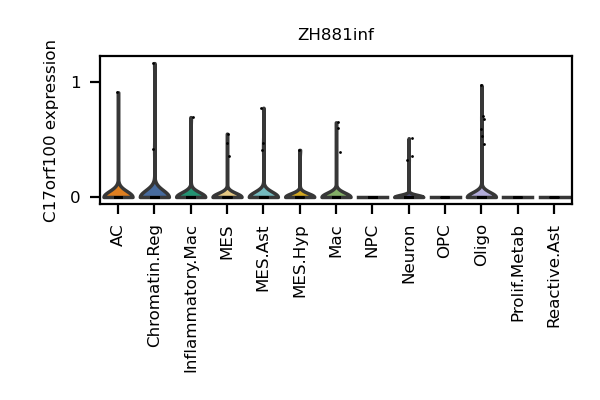 ZH881inf
C17orf100 expression
1
0
AC
Chromatin.Reg
Inflammatory.Mac
MES
MES.Ast
MES.Hyp
Mac
NPC
Neuron
OPC
Oligo
Prolif.Metab
Reactive.Ast